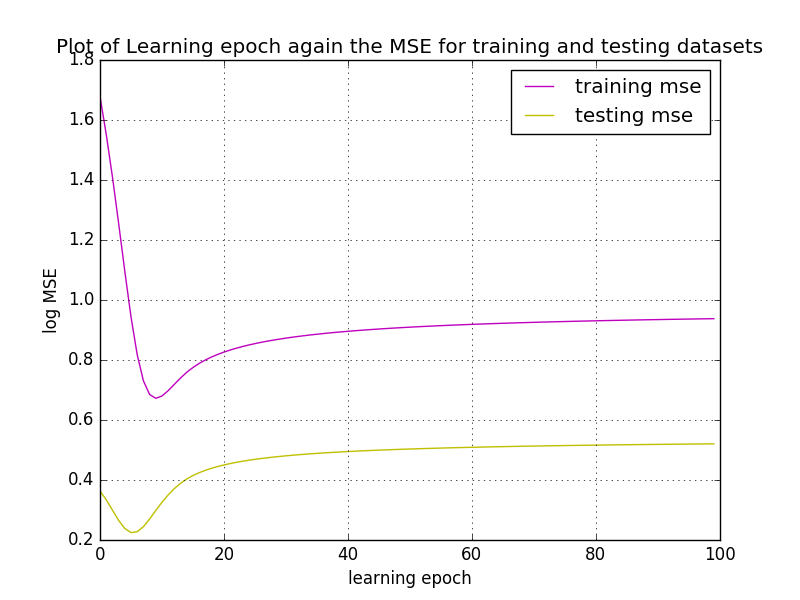 Plot of Learning epoch again the MSE for training and testing datasets
training mse
testing mse
log MSE
1.8
1.6
1.4
1.2
1.0
0.8
0.6
0.4
0.2
0 20 40 60 80 100
learning epoch